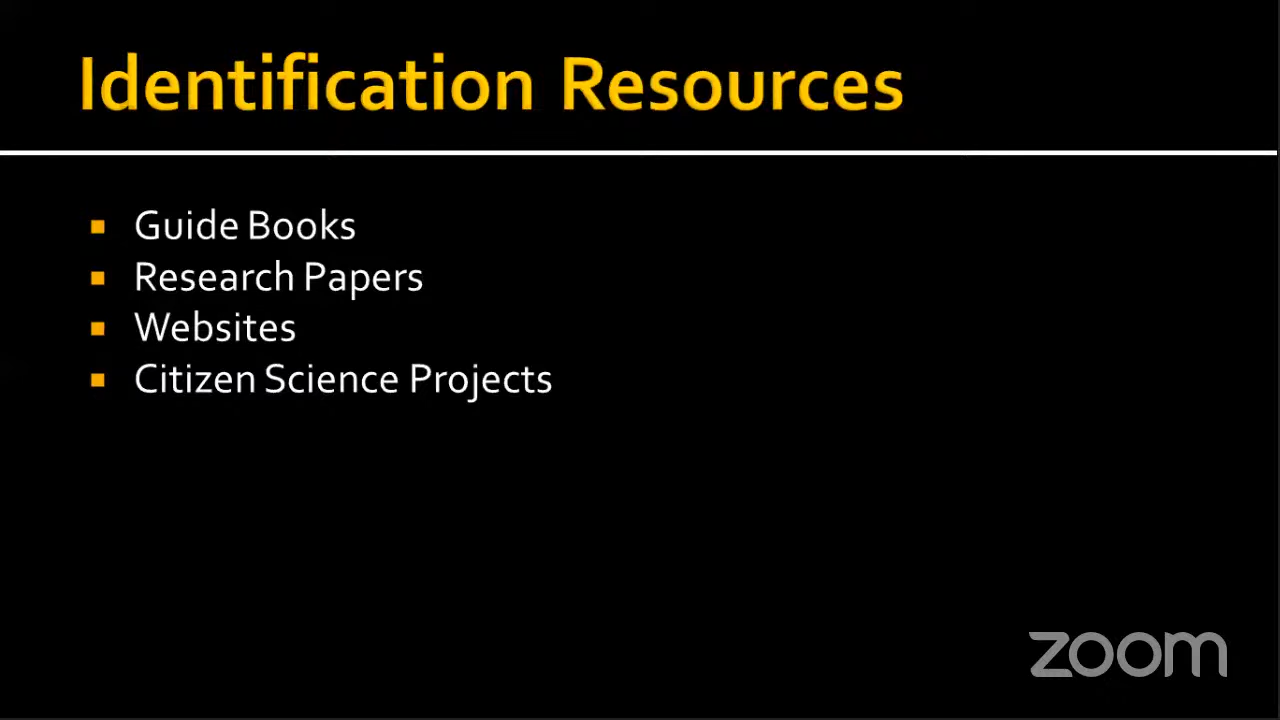 Identification Resources
Guide Books
Research Papers
Websites
Citizen Science Projects
zoom